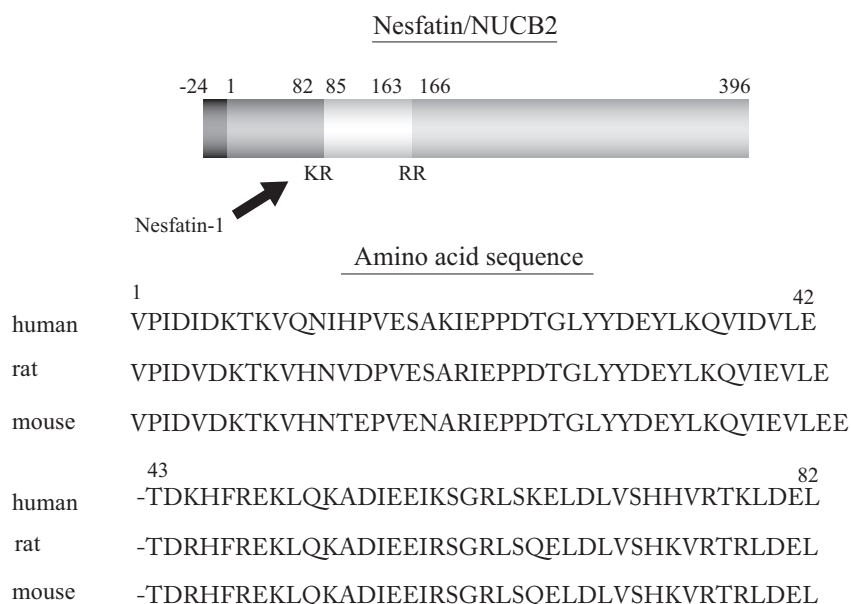 Nesfatin/NUCB2
-24 1 82 85 163 166 396
KR RR
Nesfatin-1
Amino acid sequence
1 42
human VPIDIDKTKVQNIHPVESAKIEPPDTGLYYDEYLKQVIDVLE
rat VPIDVDKTKVHNVDPVESARIEPPDTGLYYDEYLKQVIEVLE
mouse VPIDVDKTKVHNTEPVENARIEPPDTGLYYDEYLKQVIEVLEE
43 82
human -TDKHFREKLQKADIEEIKSGRLSKELDLVSHHVRTKLDEL
rat -TDRHFREKLQKADIEEIRSGRLSQELDLVSHKVRTRLDEL
mouse -TDRHFREKLQKADIEEIRSGRLSQELDLVSHKVRTRLDEL